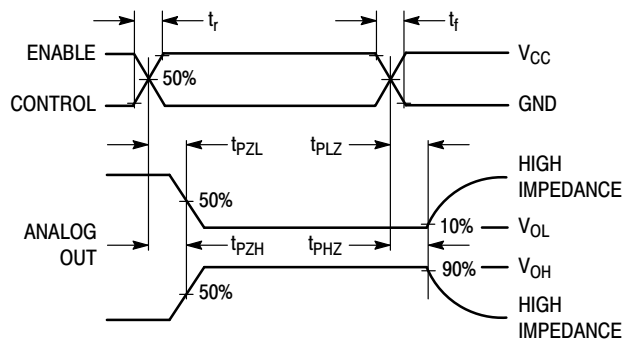 tr
tf
ENABLE
VCC
50%
CONTROL
GND
tPZL
tPLZ
HIGH
IMPEDANCE
50%
10%
VOL
ANALOG
OUT
tPZH
tPHZ
90%
VOH
50%
HIGH
IMPEDANCE